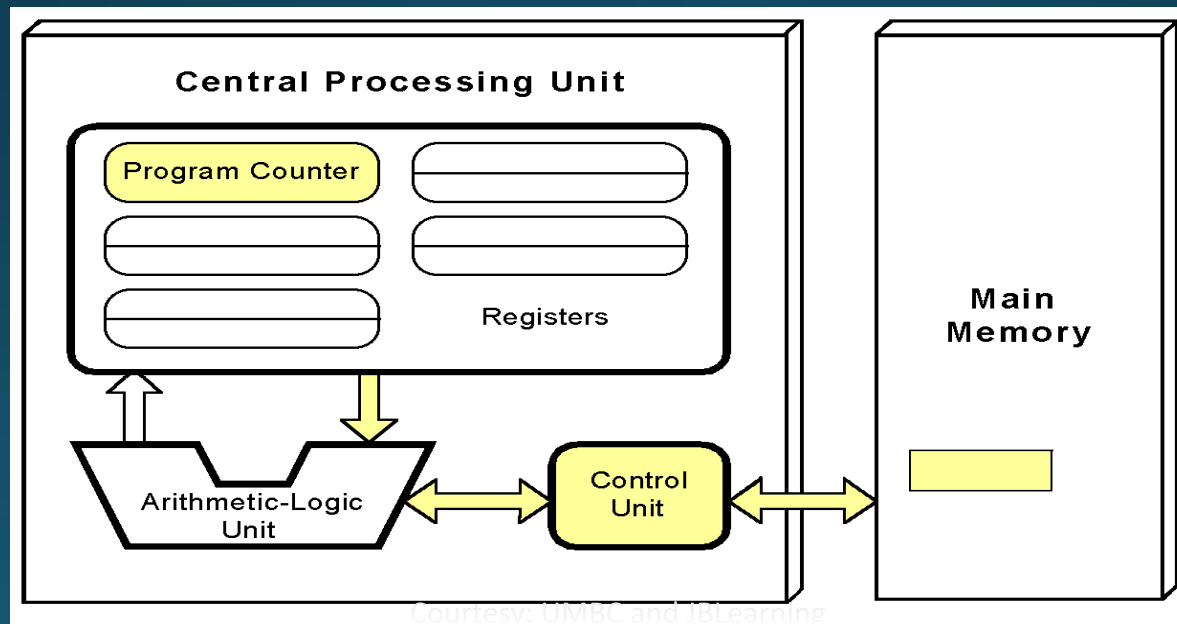 Central Processing Unit
Program Counter
Registers
Main
Memory
Arithmetic-Logic
Unit
Control
Unit
Courtesy: UMBC and JBLearning